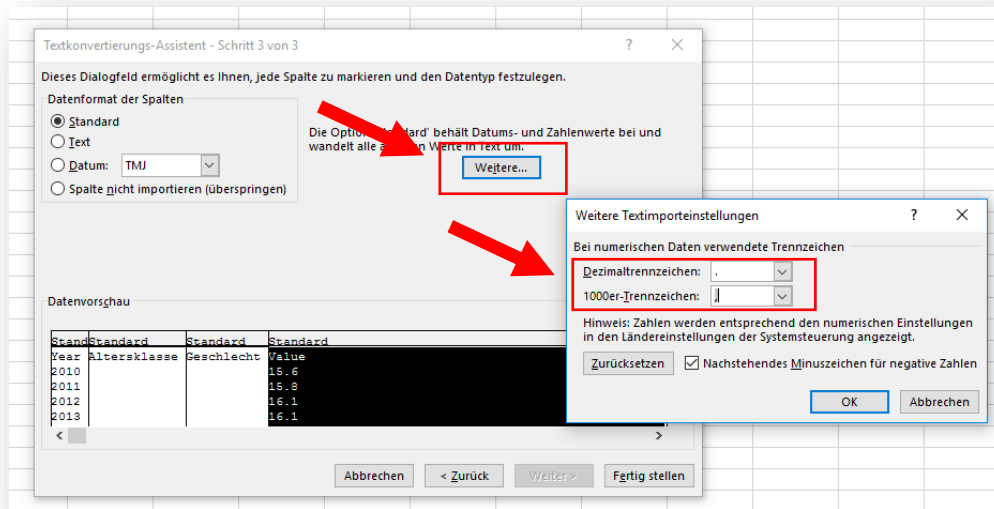 Textkonvertierungs-Assistent - Schritt 3 von 3
Dieses Dialogfeld ermöglicht es Ihnen, jede Spalte zu markieren und den Datentyp festzulegen.
Datenformat der Spalten
Standard
Text
Datum: TMJ
Spalte nicht importieren (überspringen)
Die Option behält Datums- und Zahlenwerte bei und
wandelt alle Werte in Text um.
Weitere...
Datenvorschau
Stand Standard Standard Standard
Year Altersklasse Geschlecht Value
2010 15.6
2011 15.8
2012 16.1
2013 16.1
Abbrechen < Zurück Weiter > Fertig stellen
Weitere Textimporteinstellungen
Bei numerischen Daten verwendete Trennzeichen
Dezimaltrennzeichen: .
1000er-Trennzeichen: ,
Hinweis: Zahlen werden entsprechend den numerischen Einstellungen
in den Ländereinstellungen der Systemsteuerung angezeigt.
Zurücksetzen Nachstehendes Minuszeichen für negative Zahlen
OK Abbrechen